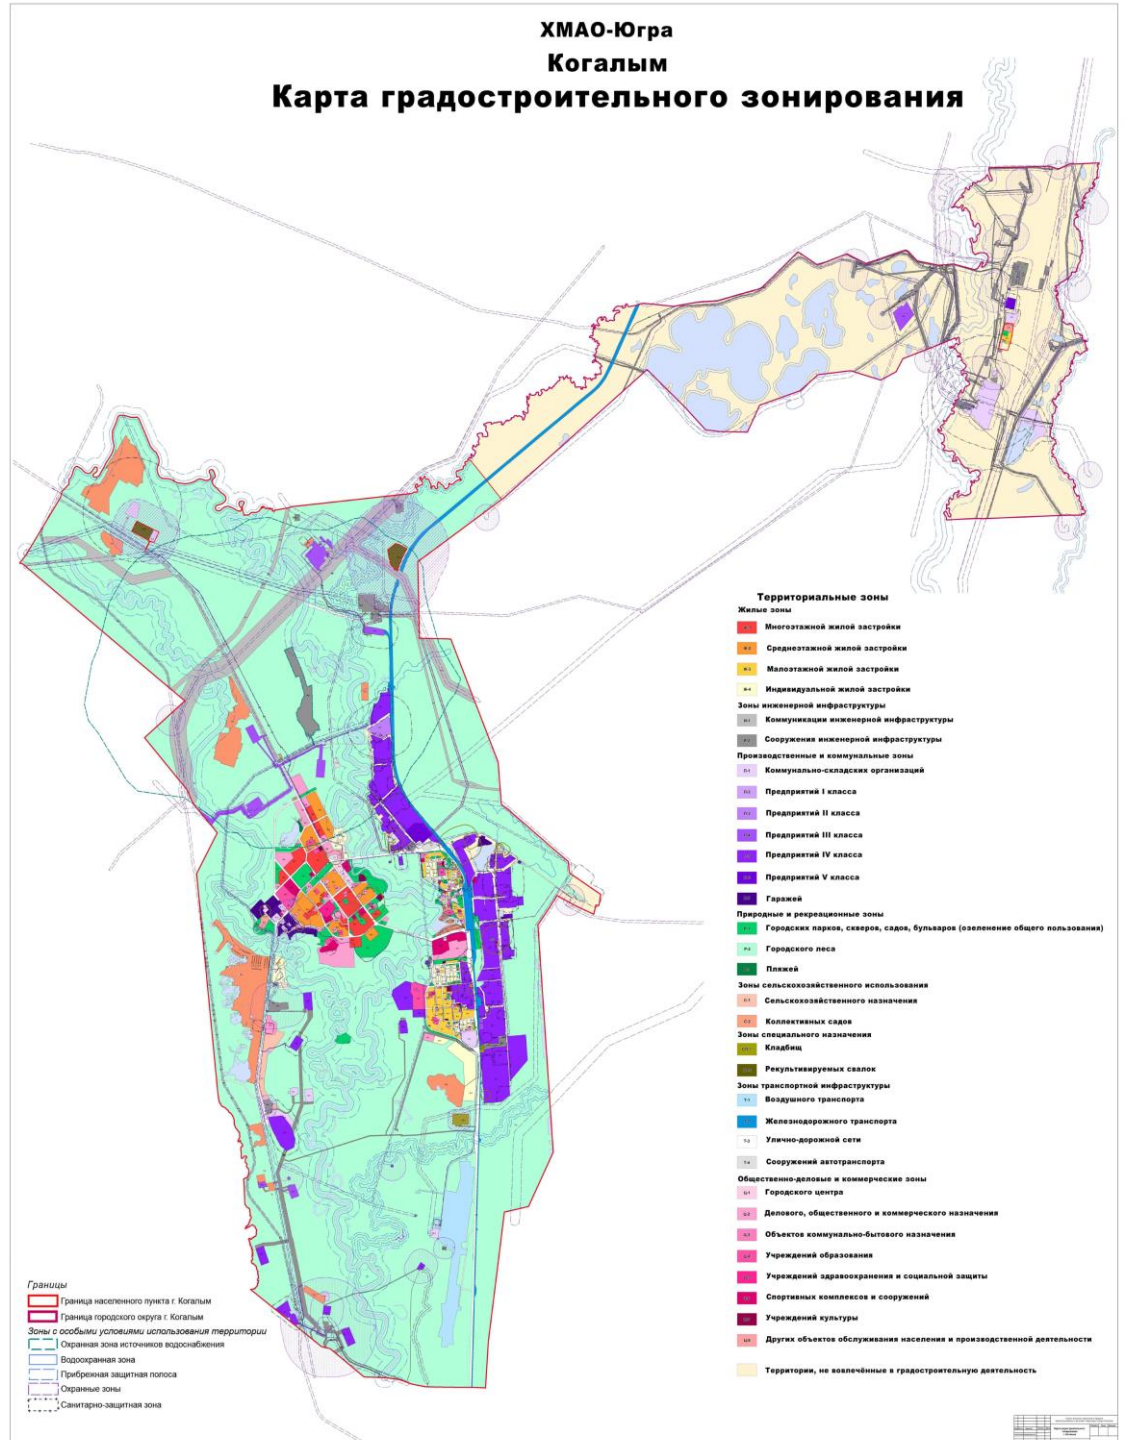 ХМАО-Югра
Когалым
Карта градостроительного зонирования
Территориальные зоны
Жилые зоны
Многоэтажной жилой застройки
Среднеэтажной жилой застройки
Малоэтажной жилой застройки
Индивидуальной жилой застройки
Зоны инженерной инфраструктуры
Коммуникации инженерной инфраструктуры
Сооружения инженерной инфраструктуры
Производственные и коммунальные зоны
Коммунально-складских организаций
Предприятий I класса
Предприятий II класса
Предприятий III класса
Предприятий IV класса
Предприятий V класса
Гаражей
Природные и рекреационные зоны
Городских парков, скверов, садов, бульваров (озеленение общего пользования)
Городского леса
Пляжей
Зоны сельскохозяйственного использования
Сельскохозяйственного назначения
Коллективных садов
Зоны специального назначения
Кладбищ
Рекультивируемых свалок
Зоны транспортной инфраструктуры
Воздушного транспорта
Железнодорожного транспорта
Улично-дорожной сети
Сооружений автотранспорта
Общественно-деловые и коммерческие зоны
Городского центра
Делового, общественного и коммерческого назначения
Объектов коммунально-бытового назначения
Учреждений образования
Учреждений здравоохранения и социальной защиты
Спортивных комплексов и сооружений
Учреждений культуры
Других объектов обслуживания населения и производственной деятельности
Территории, не вовлечённые в градостроительную деятельность
Границы
Граница населенного пункта г. Когалым
Граница городского округа г. Когалым
Зоны с особыми условиями использования территории
Охранная зона источников водоснабжения
Водоохранная зона
Прибрежная защитная полоса
Охранные зоны
Санитарно-защитная зона